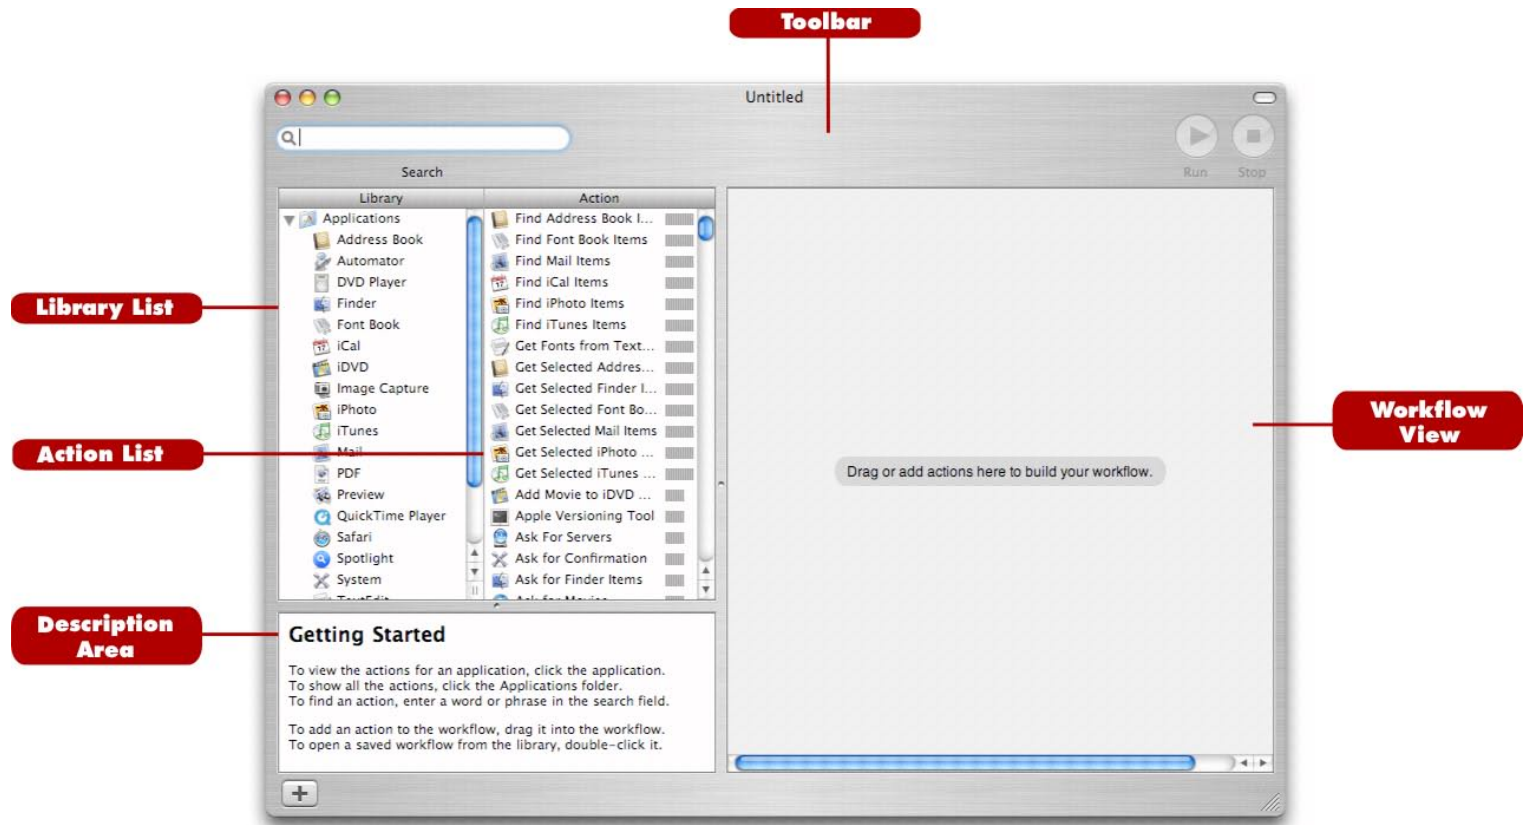 Toolbar
Untitled
Search
Run
Stop
Library
Action
Applications
Address Book
Automator
DVD Player
Finder
Font Book
iCal
iDVD
Image Capture
iPhoto
iTunes
Mail
PDF
Preview
QuickTime Player
Safari
Spotlight
System
TextEdit
Find Address Book I...
Find Font Book Items
Find Mail Items
Find iCal Items
Find iPhoto Items
Find iTunes Items
Get Fonts from Text...
Get Selected Addres...
Get Selected Finder I...
Get Selected Font Bo...
Get Selected Mail Items
Get Selected iPhoto ...
Get Selected iTunes ...
Add Movie to iDVD ...
Apple Versioning Tool
Ask For Servers
Ask for Confirmation
Ask for Finder Items
Ask for Movies
Drag or add actions here to build your workflow.
Library List
Action List
Description
Area
Workflow
View
Getting Started
To view the actions for an application, click the application.
To show all the actions, click the Applications folder.
To find an action, enter a word or phrase in the search field.
To add an action to the workflow, drag it into the workflow.
To open a saved workflow from the library, double-click it.